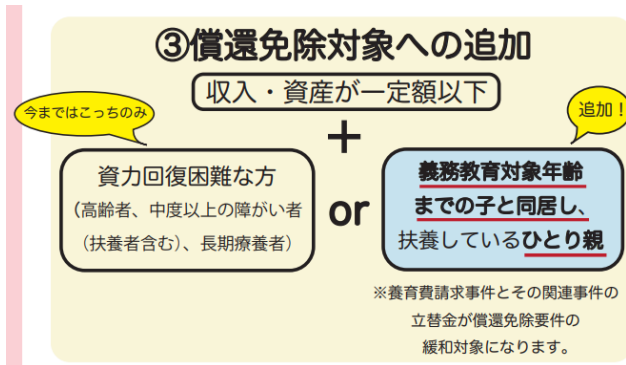 ③償還免除対象への追加
収入・資産が一定額以下
今まではこっちのみ
追加！
＋
資力回復困難な方
(高齢者、中度以上の障がい者
（扶養者含む）、長期療養者）
or
義務教育対象年齢
までの子と同居し、
扶養しているひとり親
※養育費請求事件とその関連事件の
立替金が償還免除要件の
緩和対象になります。